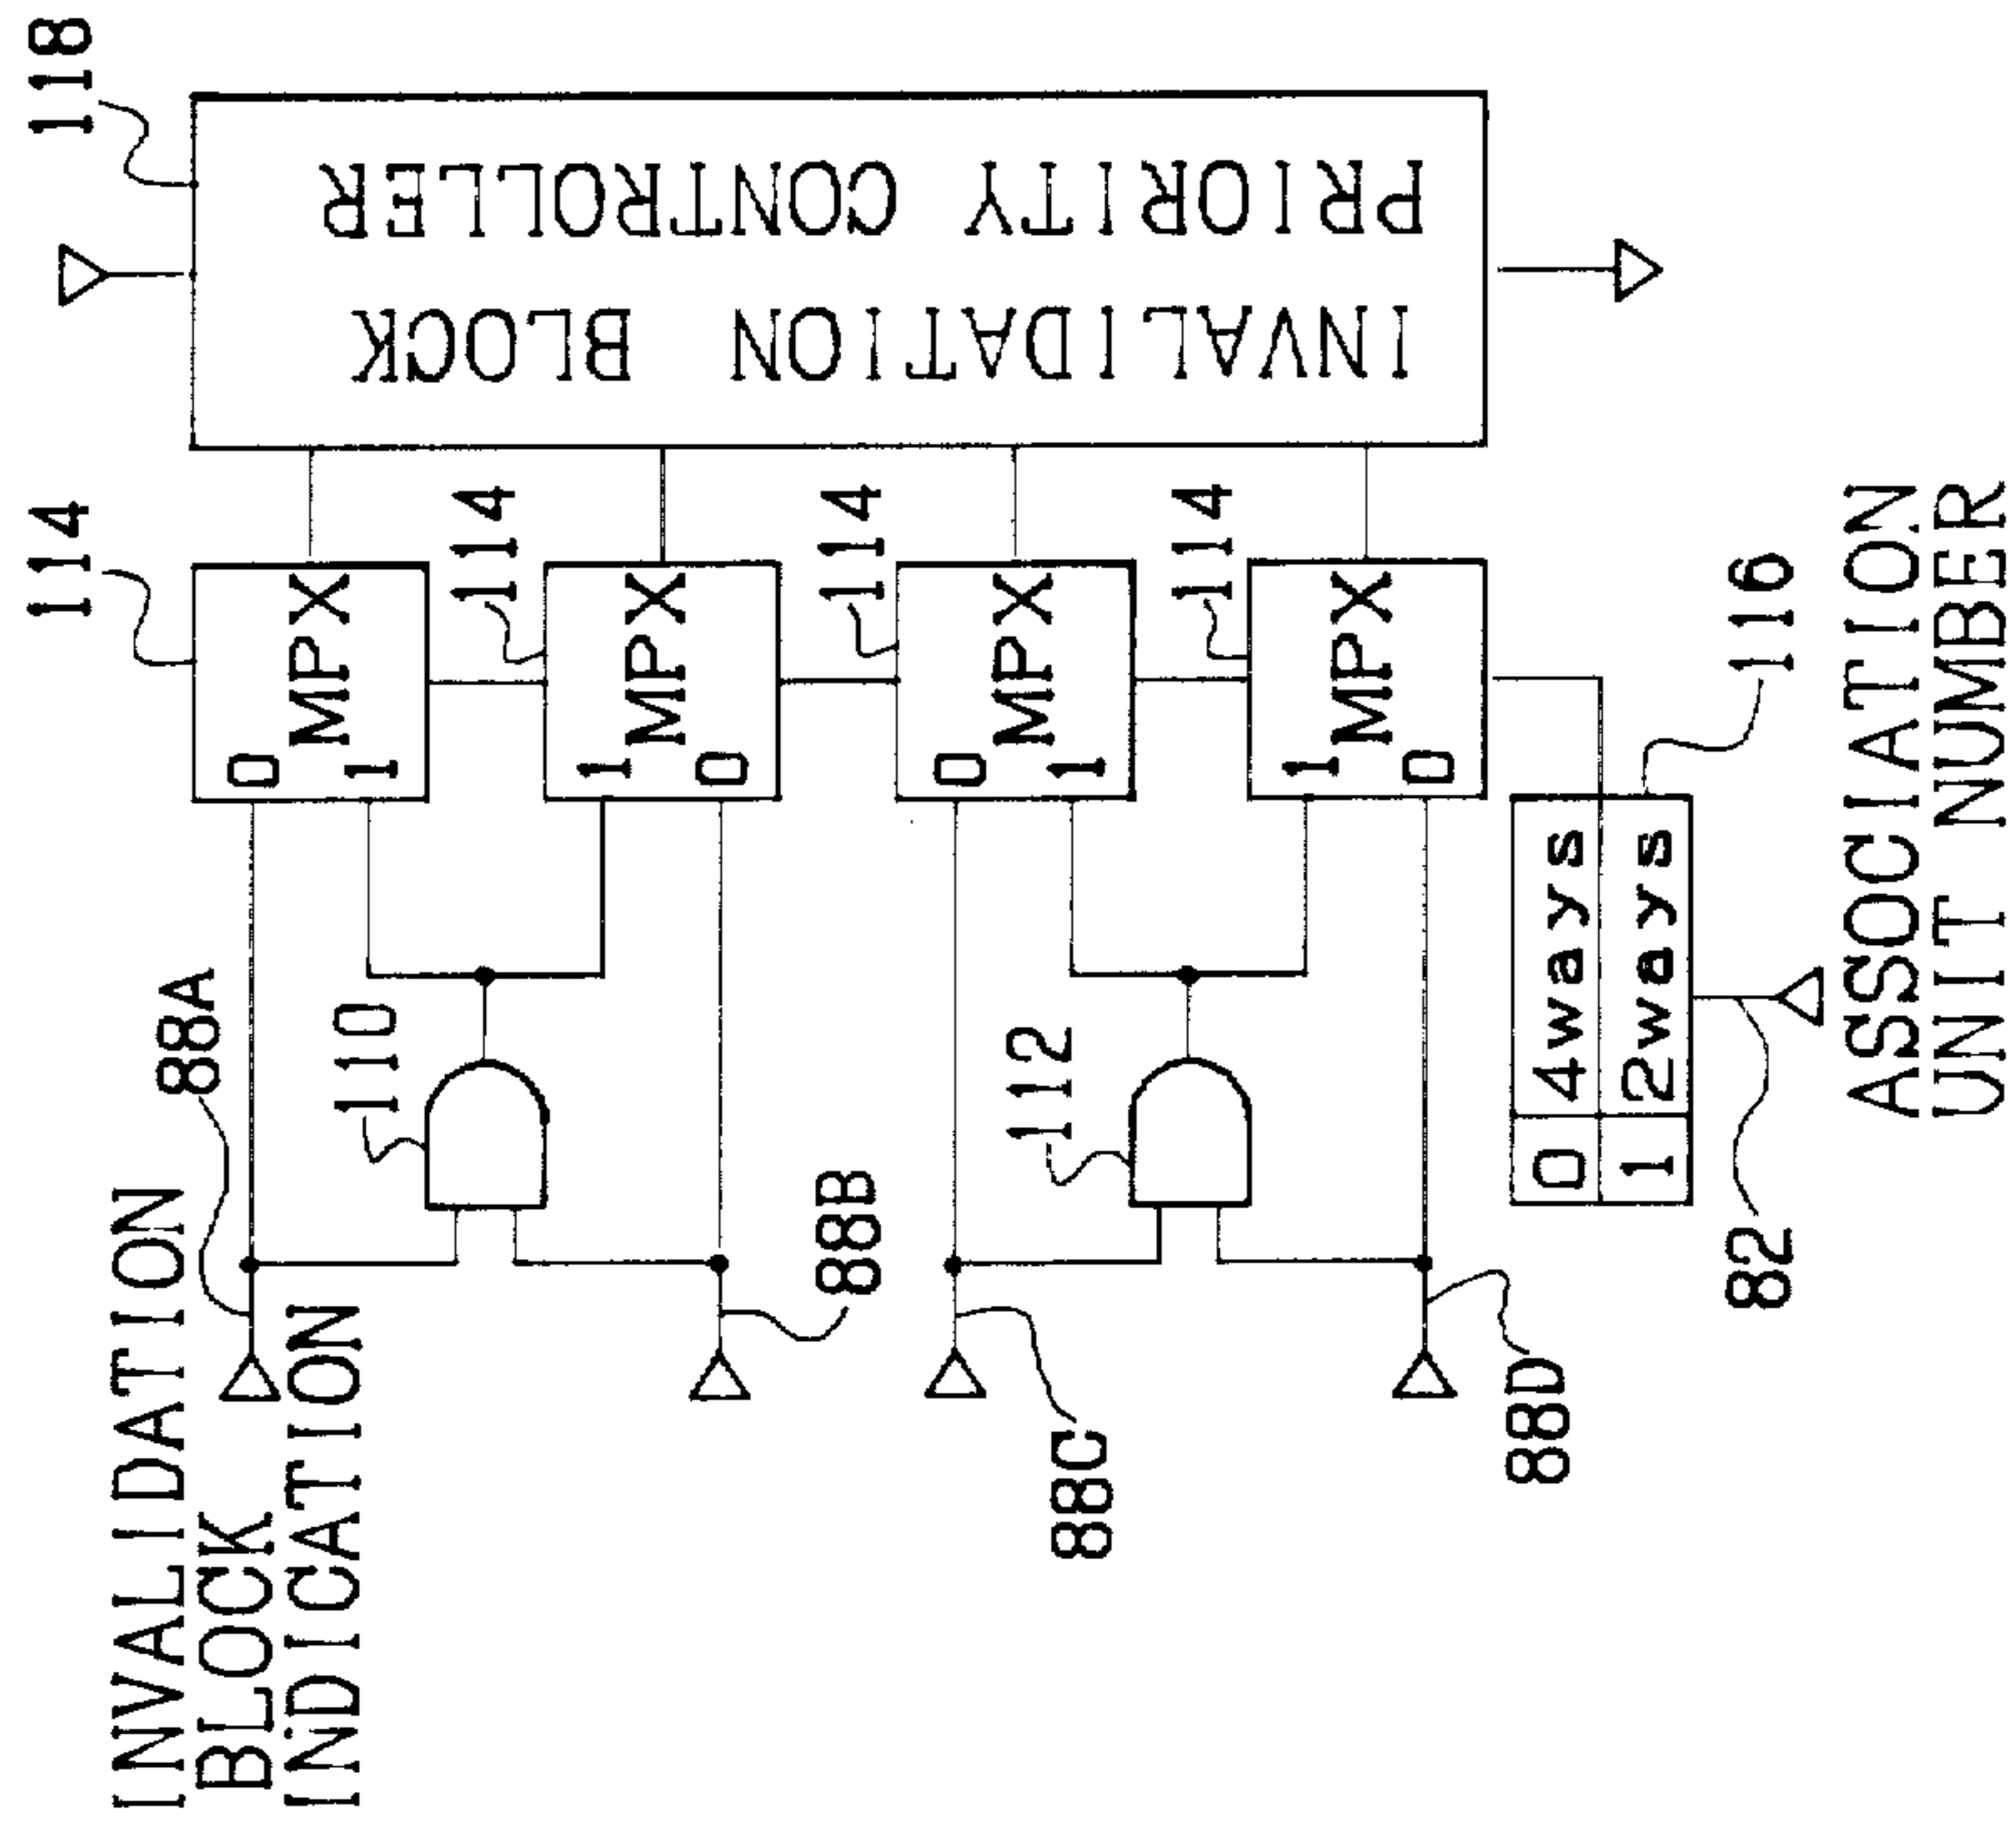 INVALIDATION
BLOCK
INDICATION
88A
88B
88C
88D
110
112
0 MPX
1
114
1 MPX
0
114
0 MPX
1
114
1 MPX
0
114
INVALIDATION BLOCK
PRIORITY CONTROLLER
118
0 4ways
1 2ways
116
82
ASSOCIATION
UNIT NUMBER